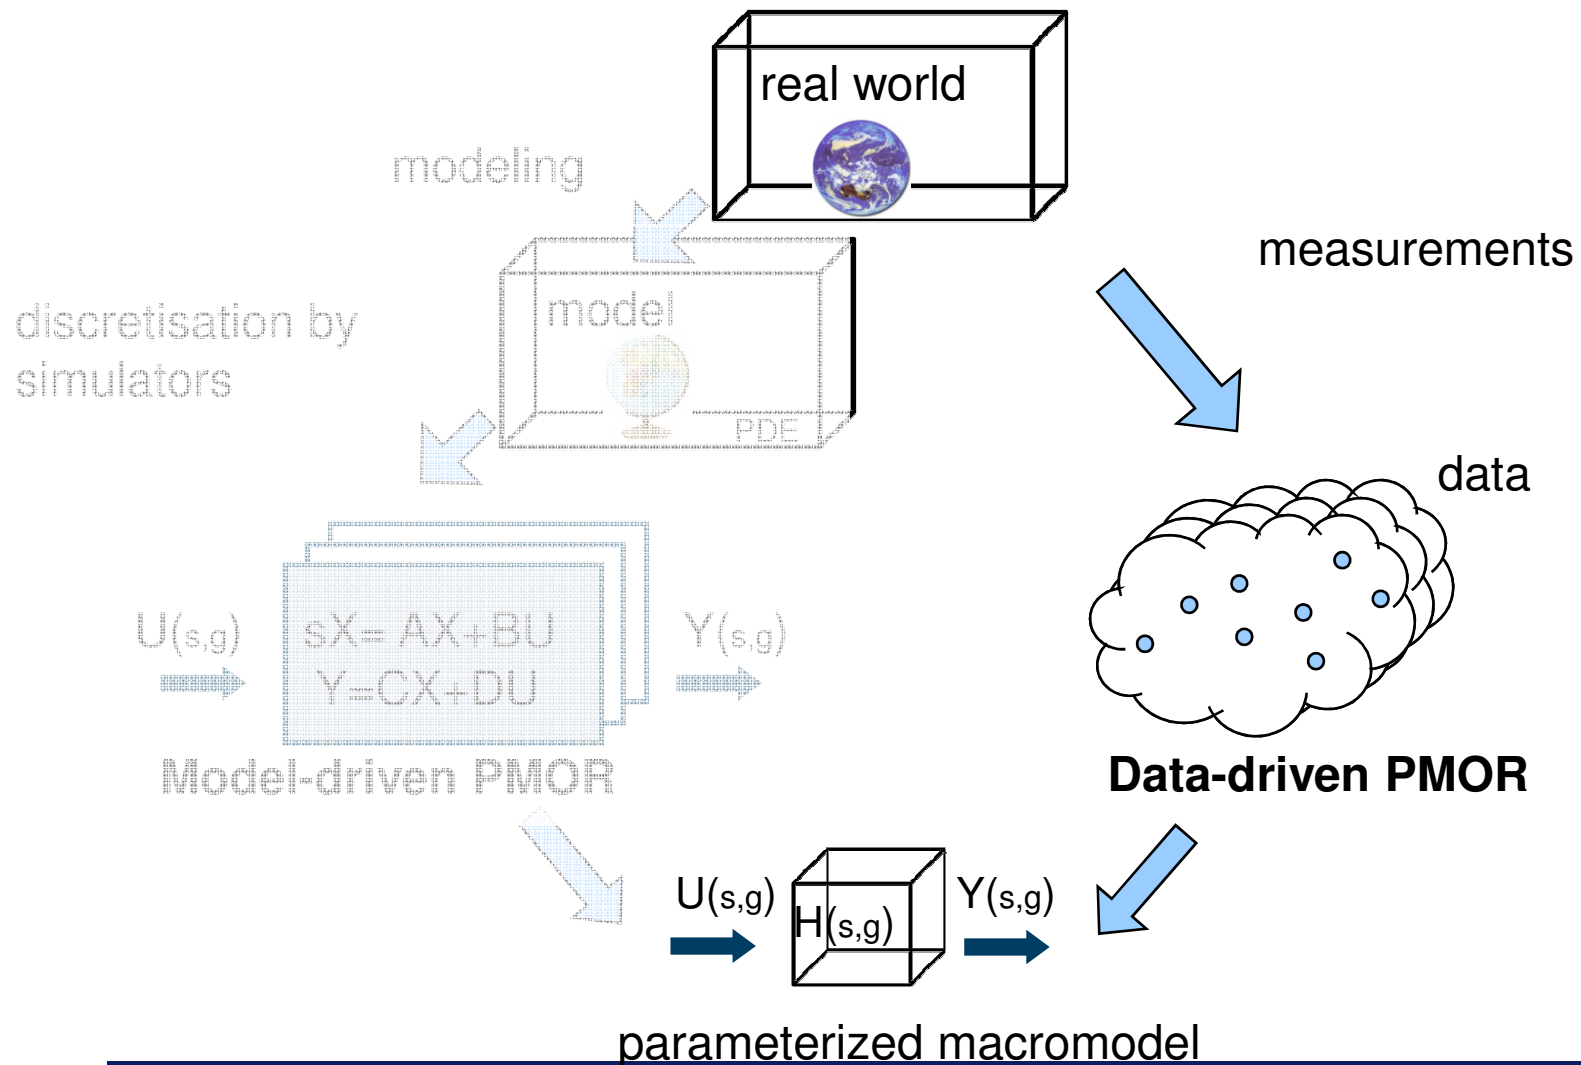 real world
modeling
measurements
model
discretisation by
simulators
PDE
data
U(s,g)
sX= AX+BU
Y(s,g)
Y=CX+DU
Model-driven PMOR
Data-driven PMOR
U(s,g)
H(s,g)
Y(s,g)
parameterized macromodel